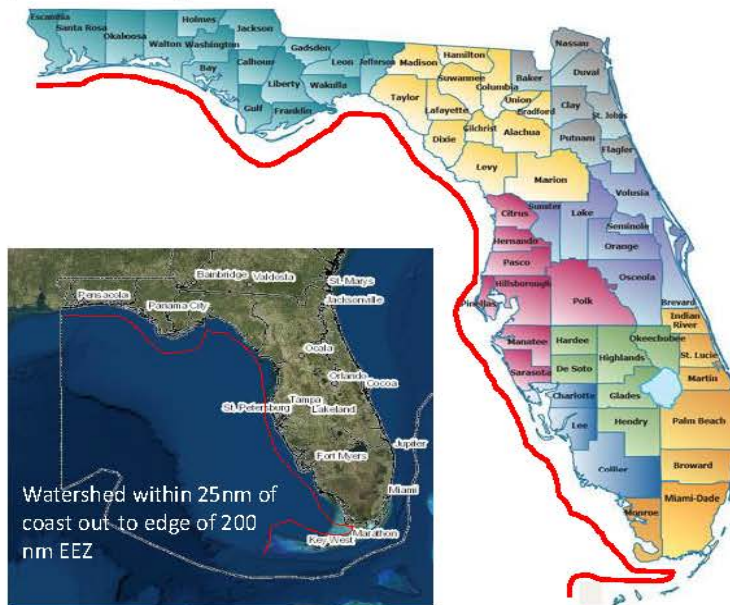 Escambia
Santa Rosa
Okaloosa
Walton
Holmes
Washington
Jackson
Bay
Calhoun
Gulf
Liberty
Franklin
Gadsden
Leon
Wakulla
Jefferson
Madison
Hamilton
Suwannee
Columbia
Taylor
Lafayette
Union
Bradford
Gilchrist
Alachua
Dixie
Levy
Marion
Nassau
Duval
Baker
Clay
St. Johns
Putnam
Flagler
Volusia
Citrus
Sumter
Lake
Seminole
Hernando
Orange
Pasco
Osceola
Hillsborough
Pinellas
Polk
Brevard
Indian
River
Manatee
Hardee
Okeechobee
Highlands
St. Lucie
Sarasota
De Soto
Martin
Charlotte
Glades
Lee
Hendry
Palm Beach
Collier
Broward
Monroe
Miami-Dade
Pensacola
Panama City
Bainbridge
Valdosta
St. Marys
Jacksonville
Ocala
Orlando
Cocoa
St. Petersburg
Tampa
Lakeland
Fort Myers
Jupiter
Miami
Marathon
Key West
Watershed within 25nm of
coast out to edge of 200
nm EEZ